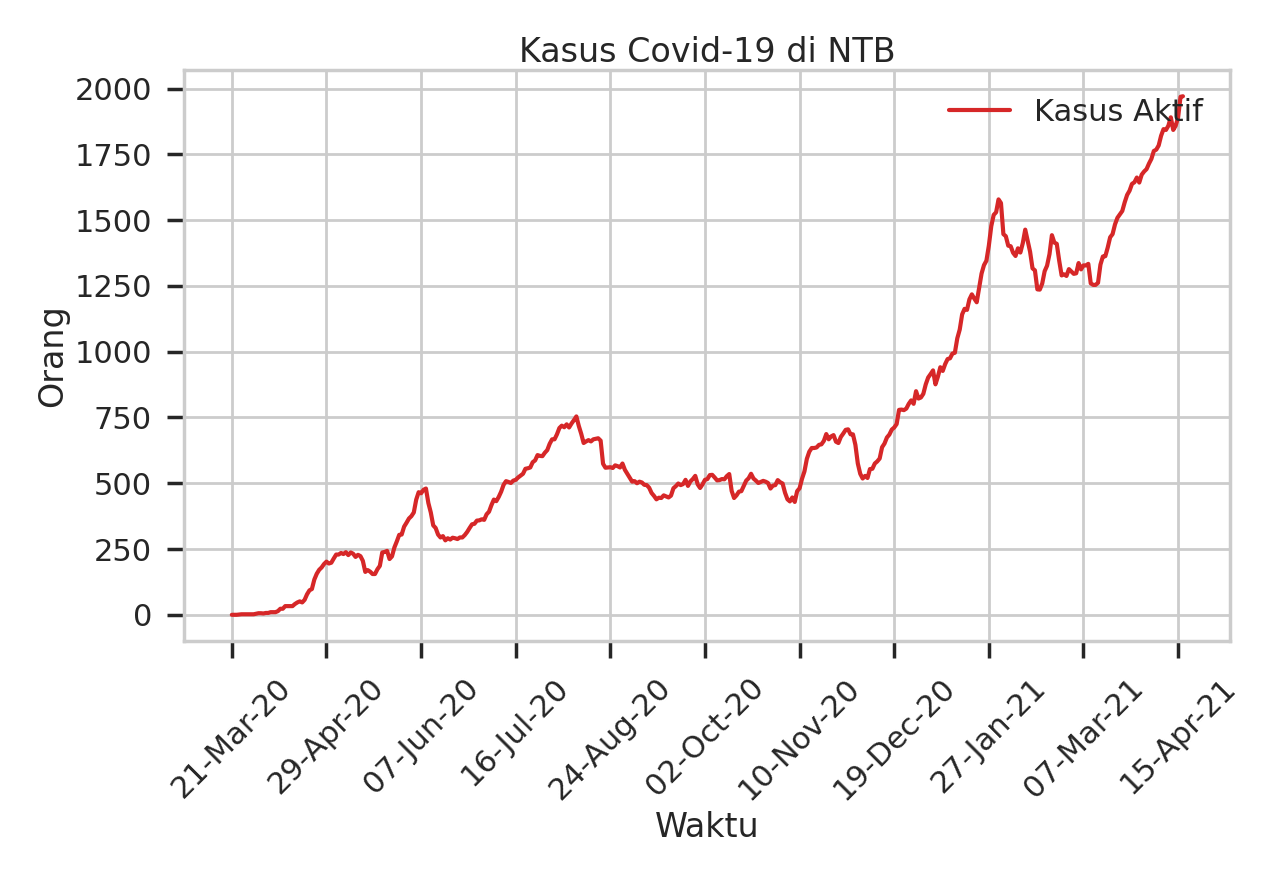 Kasus Covid-19 di NTB
Kasus Aktif
Orang
2000
1750
1500
1250
1000
750
500
250
0
21-Mar-20
29-Apr-20
07-Jun-20
16-Jul-20
24-Aug-20
02-Oct-20
10-Nov-20
19-Dec-20
27-Jan-21
07-Mar-21
15-Apr-21
Waktu